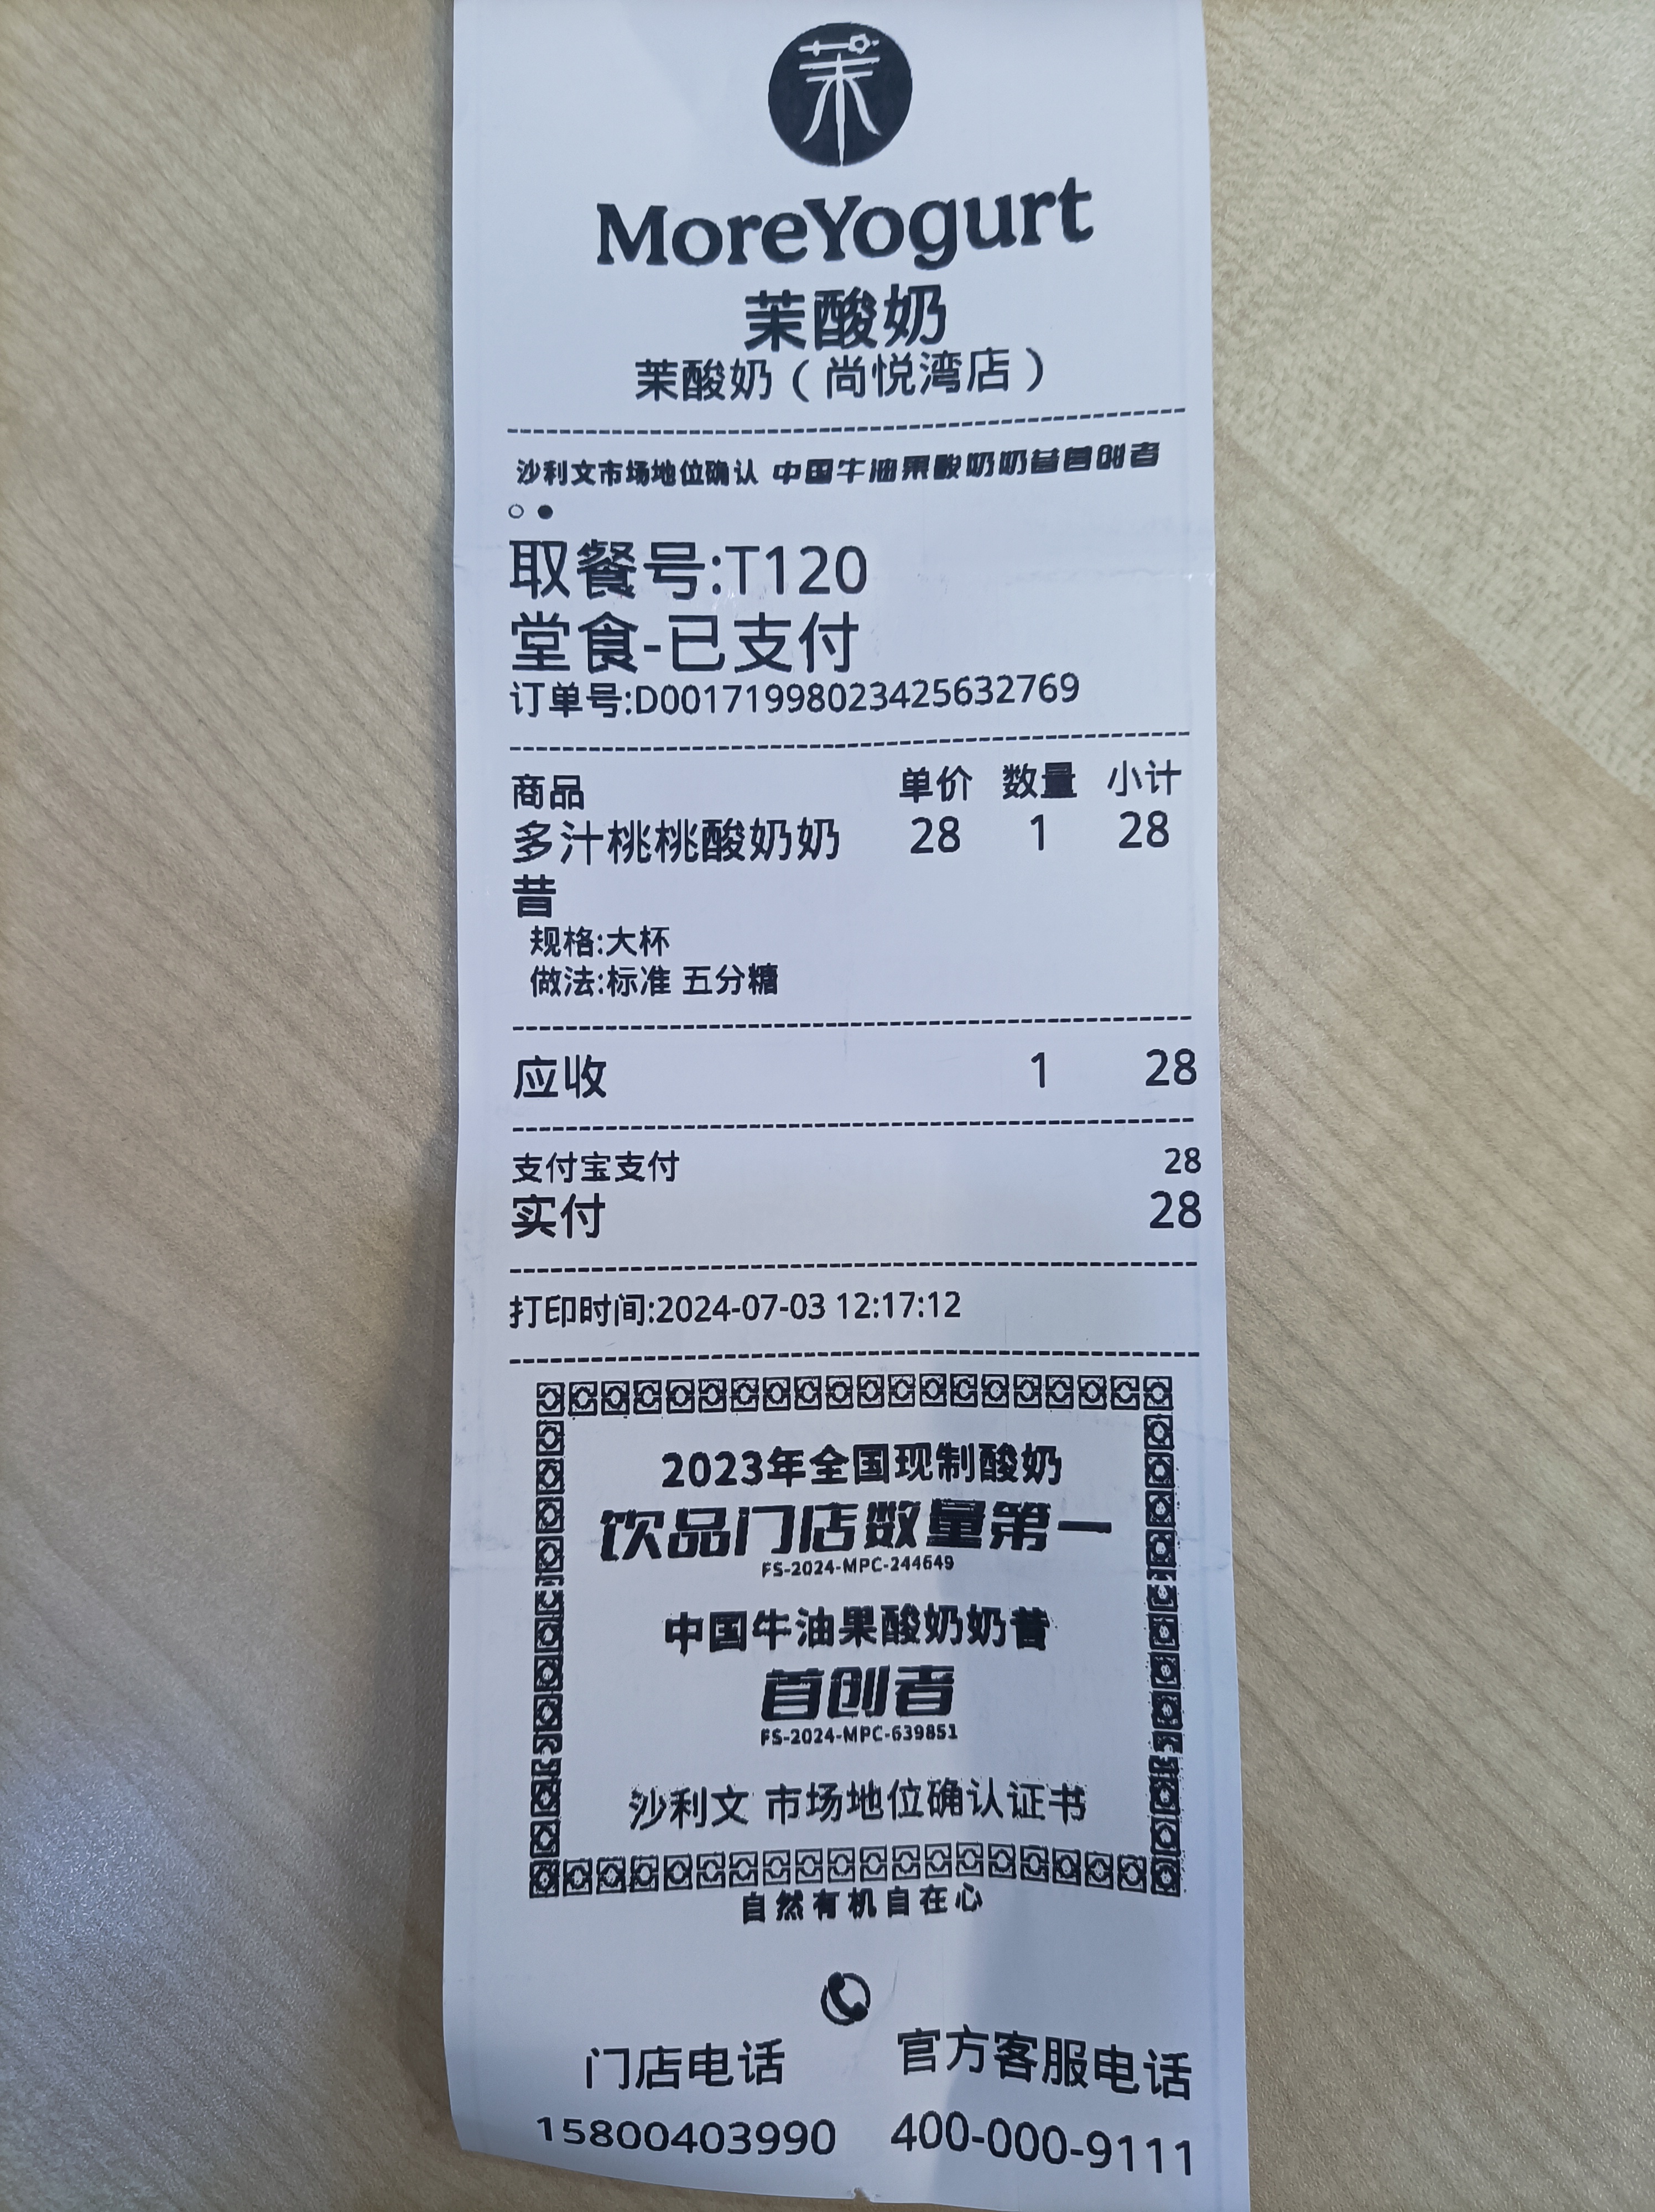 茉
MoreYogurt
茉酸奶
茉酸奶（尚悦湾店）
沙利文市场地位确认 中国牛油果酸奶奶昔首创者
取餐号:T120
堂食-已支付
订单号:D00171998023425632769
商品 单价 数量 小计
多汁桃桃酸奶奶 28 1 28
昔
规格:大杯
做法:标准 五分糖
应收 1 28
支付宝支付 28
实付 28
打印时间:2024-07-03 12:17:12
2023年全国现制酸奶
饮品门店数量第一
FS-2024-MPC-244649
中国牛油果酸奶奶昔
首创者
FS-2024-MPC-639851
沙利文 市场地位确认证书
自然有机自在心
门店电话 官方客服电话
15800403990 400-000-9111